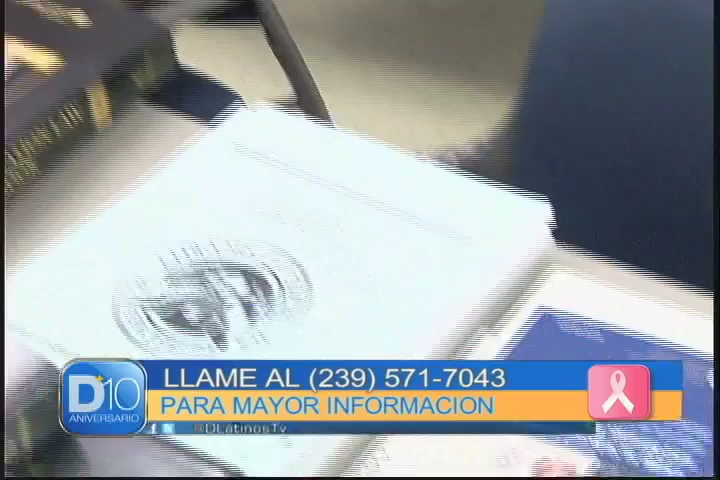 LLAME AL (239) 571-7043
PARA MAYOR INFORMACION
D10
ANIVERSARIO
@DLatinosTv